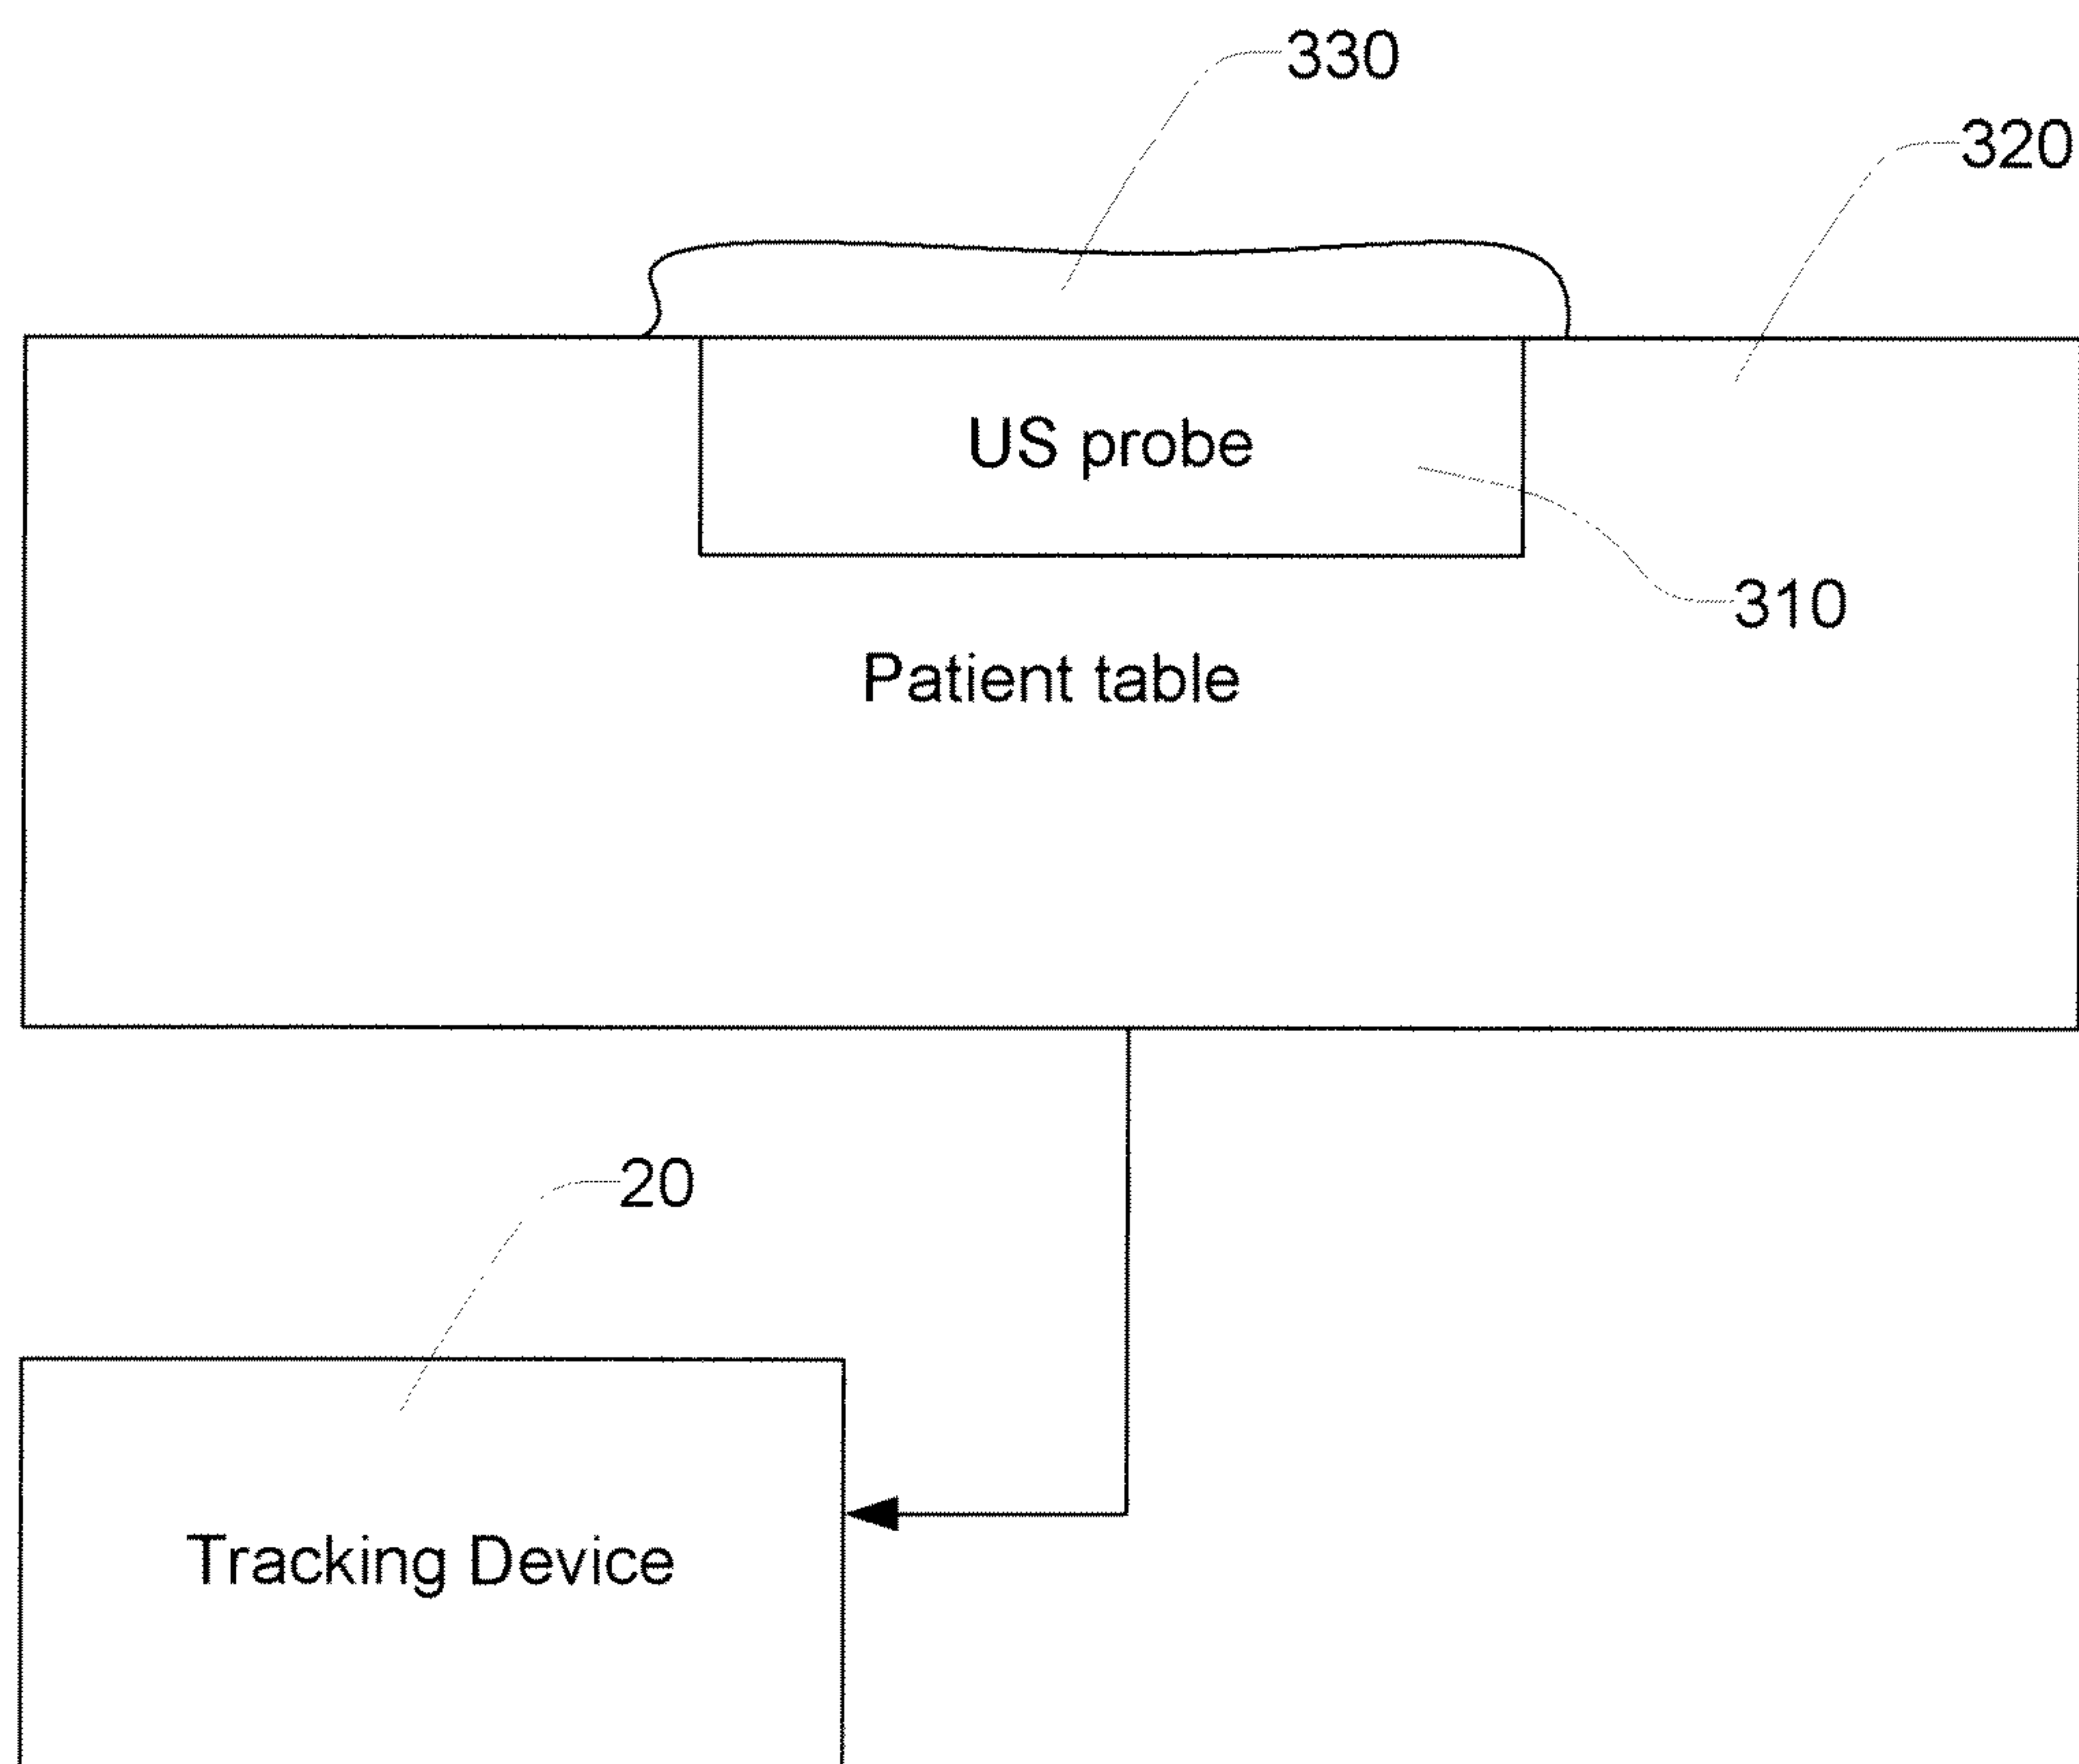 330
320
US probe
310
Patient table
20
Tracking Device